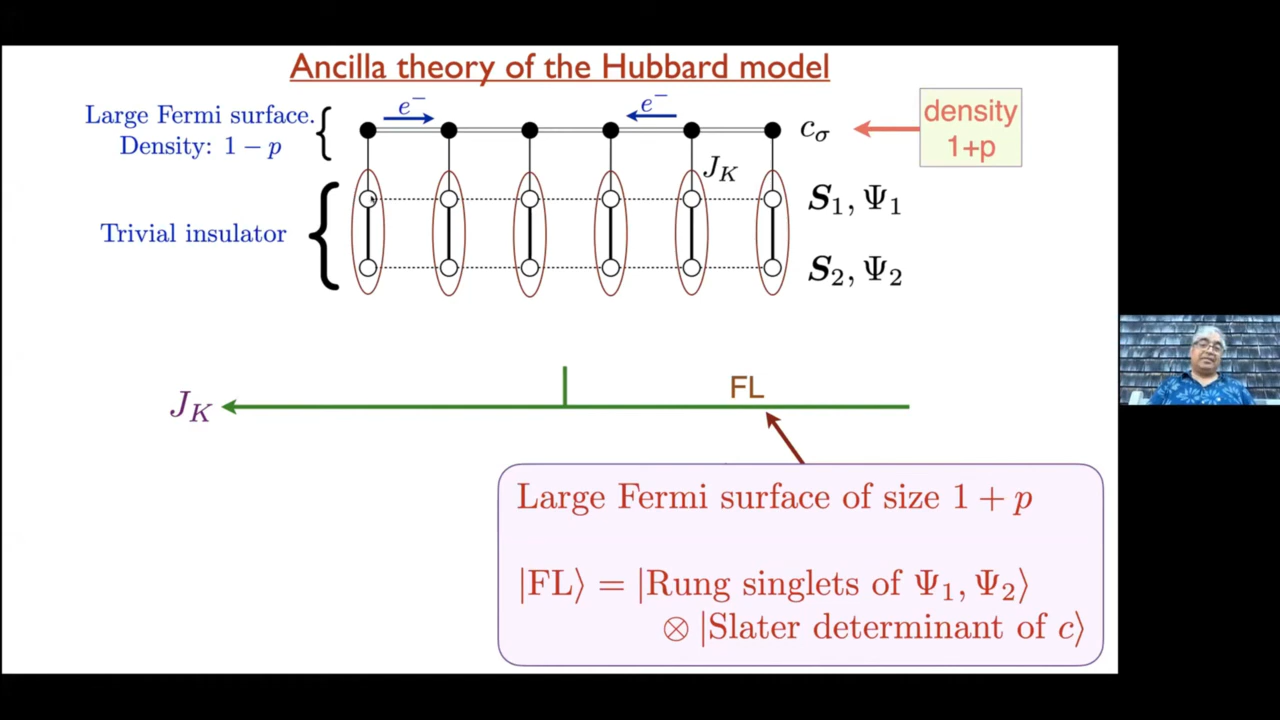 Ancilla theory of the Hubbard model
Large Fermi surface.
Density: 1 − p
e⁻
e⁻
c_σ
density
1+p
J_K
S₁, Ψ₁
Trivial insulator
S₂, Ψ₂
J_K
FL
Large Fermi surface of size 1 + p
|FL⟩ = |Rung singlets of Ψ₁, Ψ₂⟩
⊗ |Slater determinant of c⟩